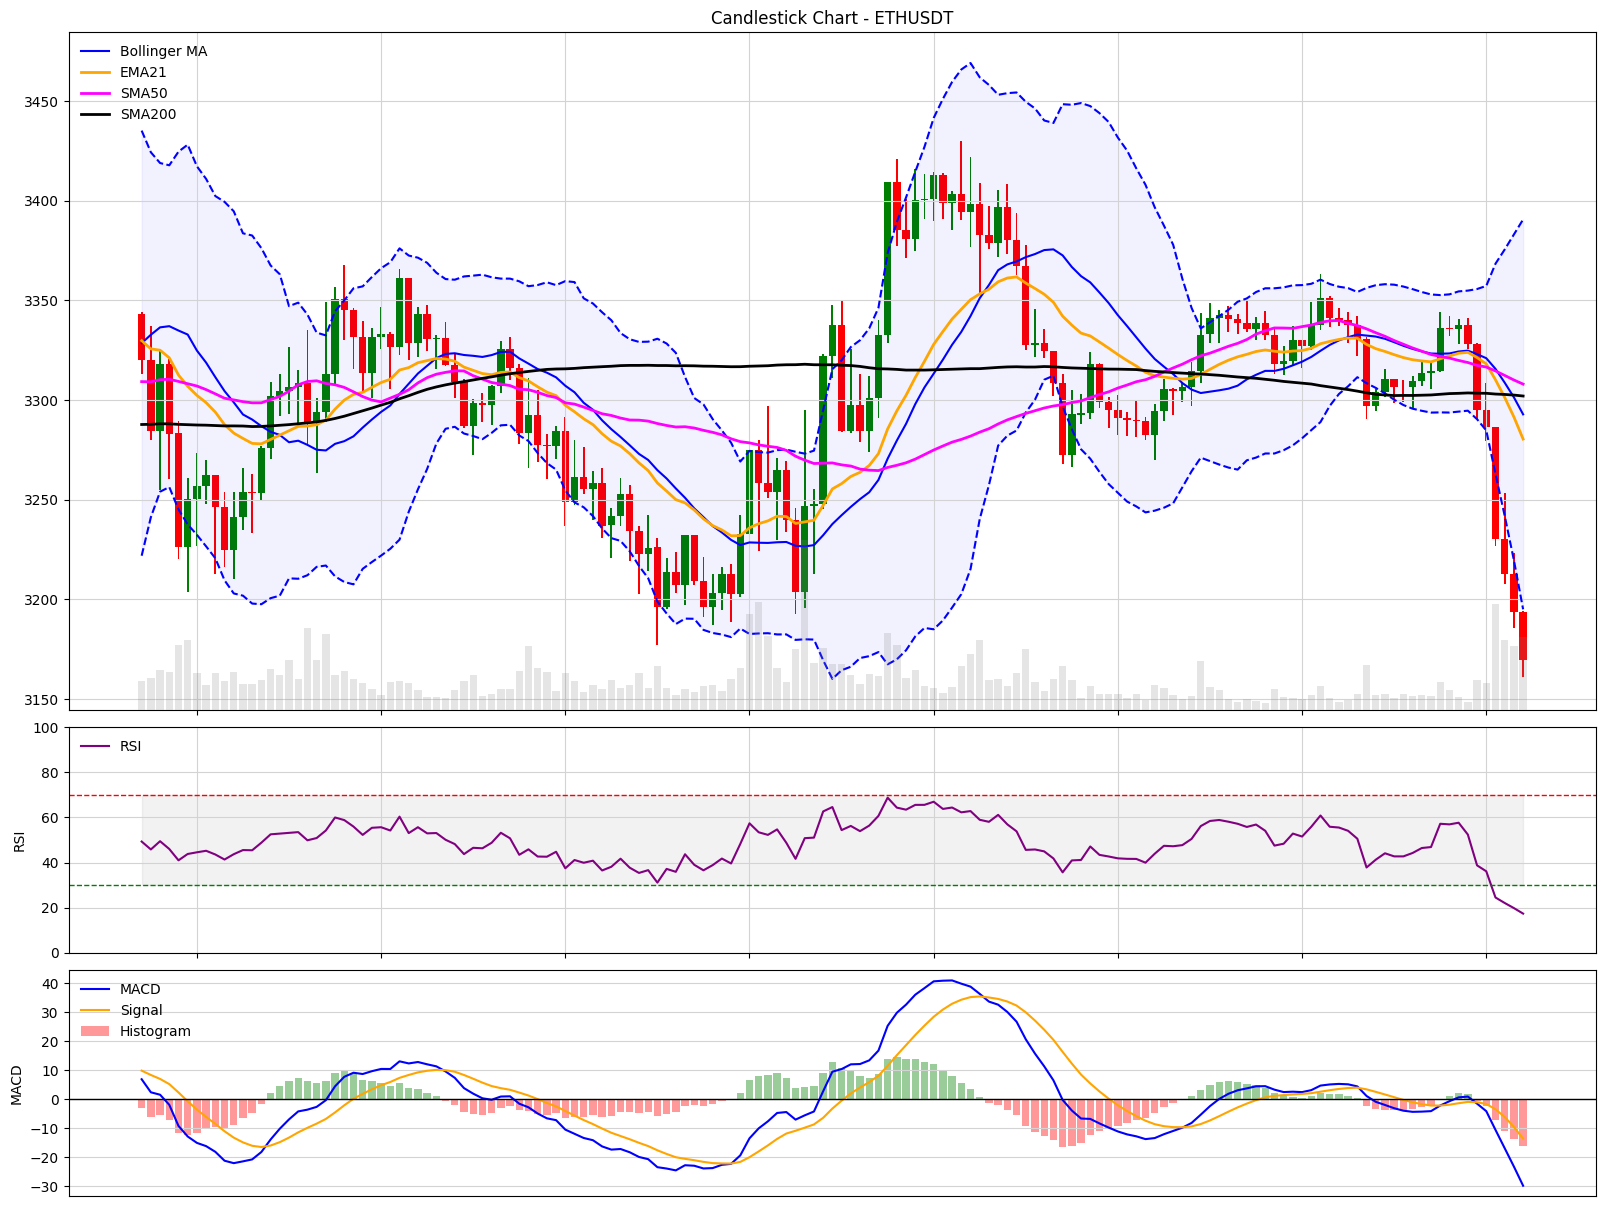 Candlestick Chart - ETHUSDT
Bollinger MA
EMA21
SMA50
SMA200
3450
3400
3350
3300
3250
3200
3150
RSI
100
80
60
40
20
0
RSI
MACD
Signal
Histogram
40
30
20
10
0
−10
−20
−30
MACD